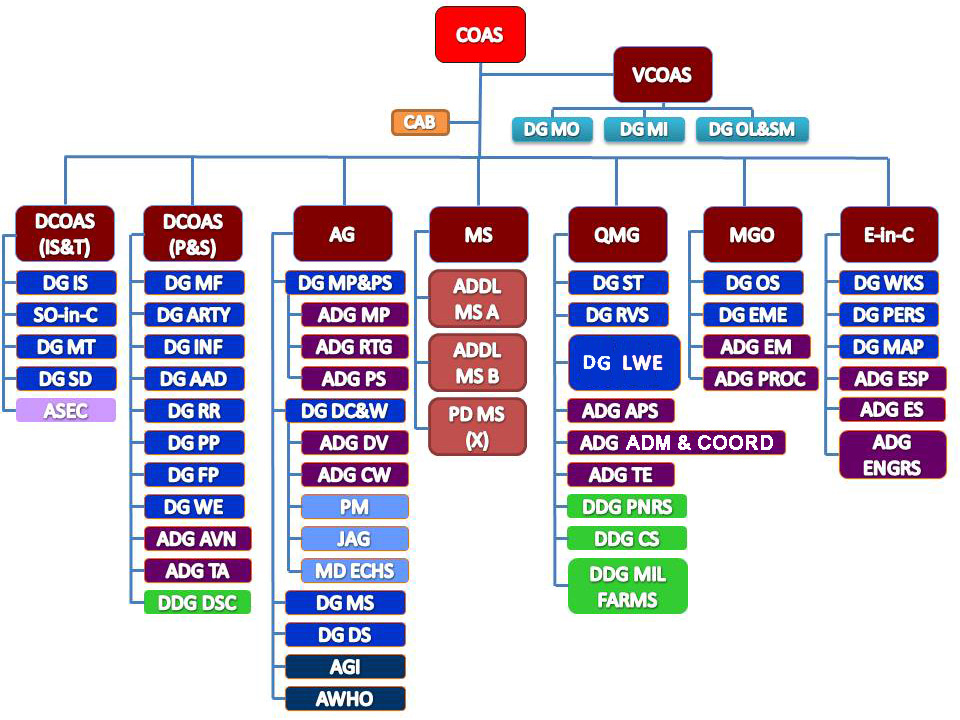 COAS
VCOAS
CAB
DG MO
DG MI
DG OL&SM
DCOAS
(IS&T)
DG IS
SO-in-C
DG MT
DG SD
ASEC
DCOAS
(P&S)
DG MF
DG ARTY
DG INF
DG AAD
DG RR
DG PP
DG FP
DG WE
ADG AVN
ADG TA
DDG DSC
AG
DG MP&PS
ADG MP
ADG RTG
ADG PS
DG DC&W
ADG DV
ADG CW
PM
JAG
MD ECHS
DG MS
DG DS
AGI
AWHO
MS
ADDL
MS A
ADDL
MS B
PD MS
(X)
QMG
DG ST
DG RVS
DG LWE
ADG APS
ADG ADM & COORD
ADG TE
DDG PNRS
DDG CS
DDG MIL
FARMS
MGO
DG OS
DG EME
ADG EM
ADG PROC
E-in-C
DG WKS
DG PERS
DG MAP
ADG ESP
ADG ES
ADG
ENGRS